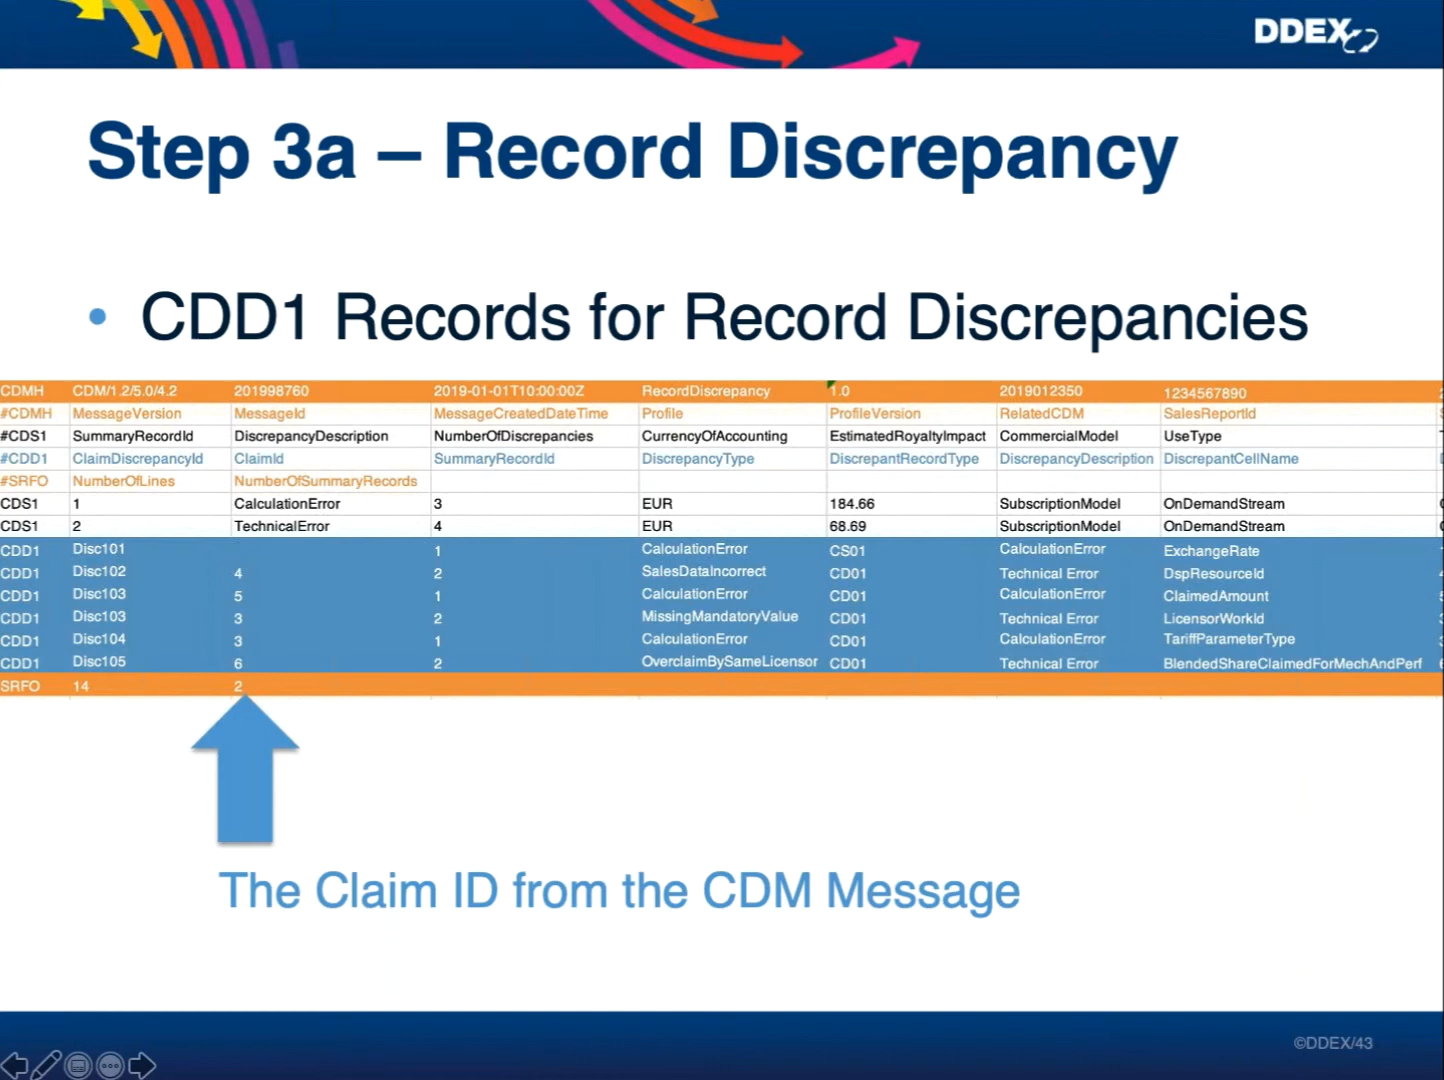 DDEX
Step 3a – Record Discrepancy
• CDD1 Records for Record Discrepancies
CDMH CDM/1.2/5.0/4.2 201998760 2019-01-01T10:00:00Z RecordDiscrepancy 1.0 2019012350 1234567890
#CDMH MessageVersion MessageId MessageCreatedDateTime Profile ProfileVersion RelatedCDM SalesReportId
#CDS1 SummaryRecordId DiscrepancyDescription NumberOfDiscrepancies CurrencyOfAccounting EstimatedRoyaltyImpact CommercialModel UseType
#CDD1 ClaimDiscrepancyId ClaimId SummaryRecordId DiscrepancyType DiscrepantRecordType DiscrepancyDescription DiscrepantCellName
#SRFO NumberOfLines NumberOfSummaryRecords
CDS1 1 CalculationError 3 EUR 184.66 SubscriptionModel OnDemandStream
CDS1 2 TechnicalError 4 EUR 68.69 SubscriptionModel OnDemandStream
CDD1 Disc101 1 CalculationError CS01 CalculationError ExchangeRate
CDD1 Disc102 4 2 SalesDataIncorrect CD01 Technical Error DspResourceId
CDD1 Disc103 5 1 CalculationError CD01 CalculationError ClaimedAmount
CDD1 Disc103 3 2 MissingMandatoryValue CD01 Technical Error LicensorWorkId
CDD1 Disc104 3 1 CalculationError CD01 CalculationError TariffParameterType
CDD1 Disc105 6 2 OverclaimBySameLicensor CD01 Technical Error BlendedShareClaimedForMechAndPerf
SRFO 14 2
The Claim ID from the CDM Message
©DDEX/43